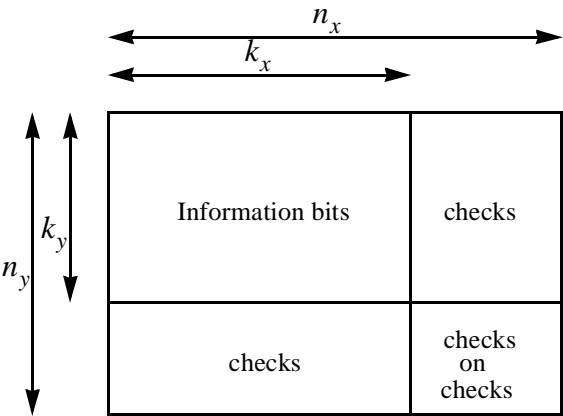 n_x
k_x
Information bits
checks
k_y
n_y
checks
checks
on
checks